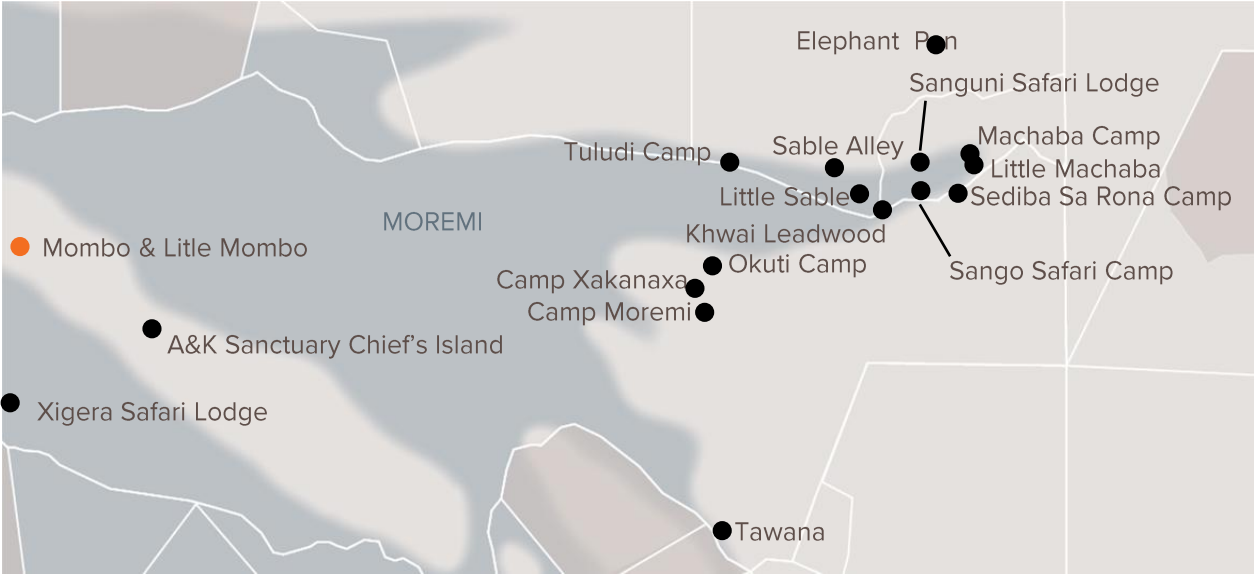 Elephant Pan
Sanguni Safari Lodge
Machaba Camp
Sable Alley
Tuludi Camp
Little Machaba
Little Sable
Sediba Sa Rona Camp
MOREMI
Khwai Leadwood
Mombo & Litle Mombo
Okuti Camp
Sango Safari Camp
Camp Xakanaxa
Camp Moremi
A&K Sanctuary Chief’s Island
Xigera Safari Lodge
Tawana